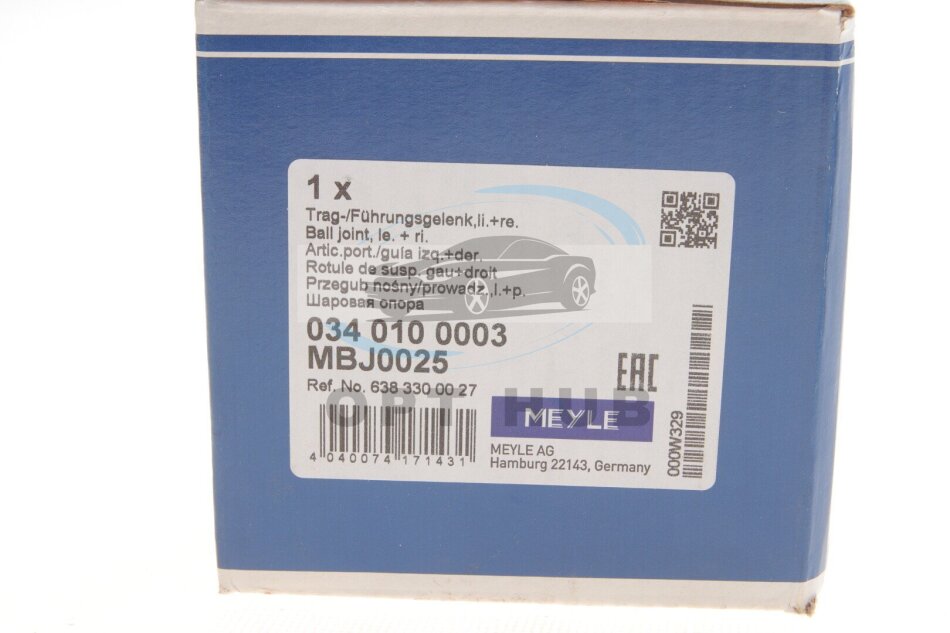 1 x
Trag-/Führungsgelenk,li.+re.
Ball joint, le. + ri.
Artic.port./guía izq.+der.
Rotule de susp. gau+droit
Przegub nośny/prowadz.,l.+p.
Шаровая опора
034 010 0003
MBJ0025
Ref. No. 638 330 00 27
4 040074 171431
EAC
MEYLE
MEYLE AG
Hamburg 22143, Germany
000W329
OPT HUB